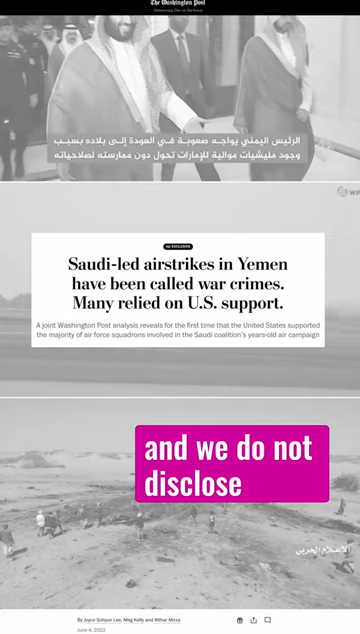 The Washington Post
Democracy Dies in Darkness
الرئيس اليمني يواجه صعوبة في العودة إلى بلاده بسبب
وجود مليشيات موالية للإمارات تحول دون ممارسته لصلاحياته
WP EXCLUSIVE
Saudi-led airstrikes in Yemen
have been called war crimes.
Many relied on U.S. support.
A joint Washington Post analysis reveals for the first time that the United States supported
the majority of air force squadrons involved in the Saudi coalition's years-old air campaign
and we do not
disclose
الاعلام الحربي
By Joyce Sohyun Lee, Meg Kelly and Atthar Mirza
June 4, 2022